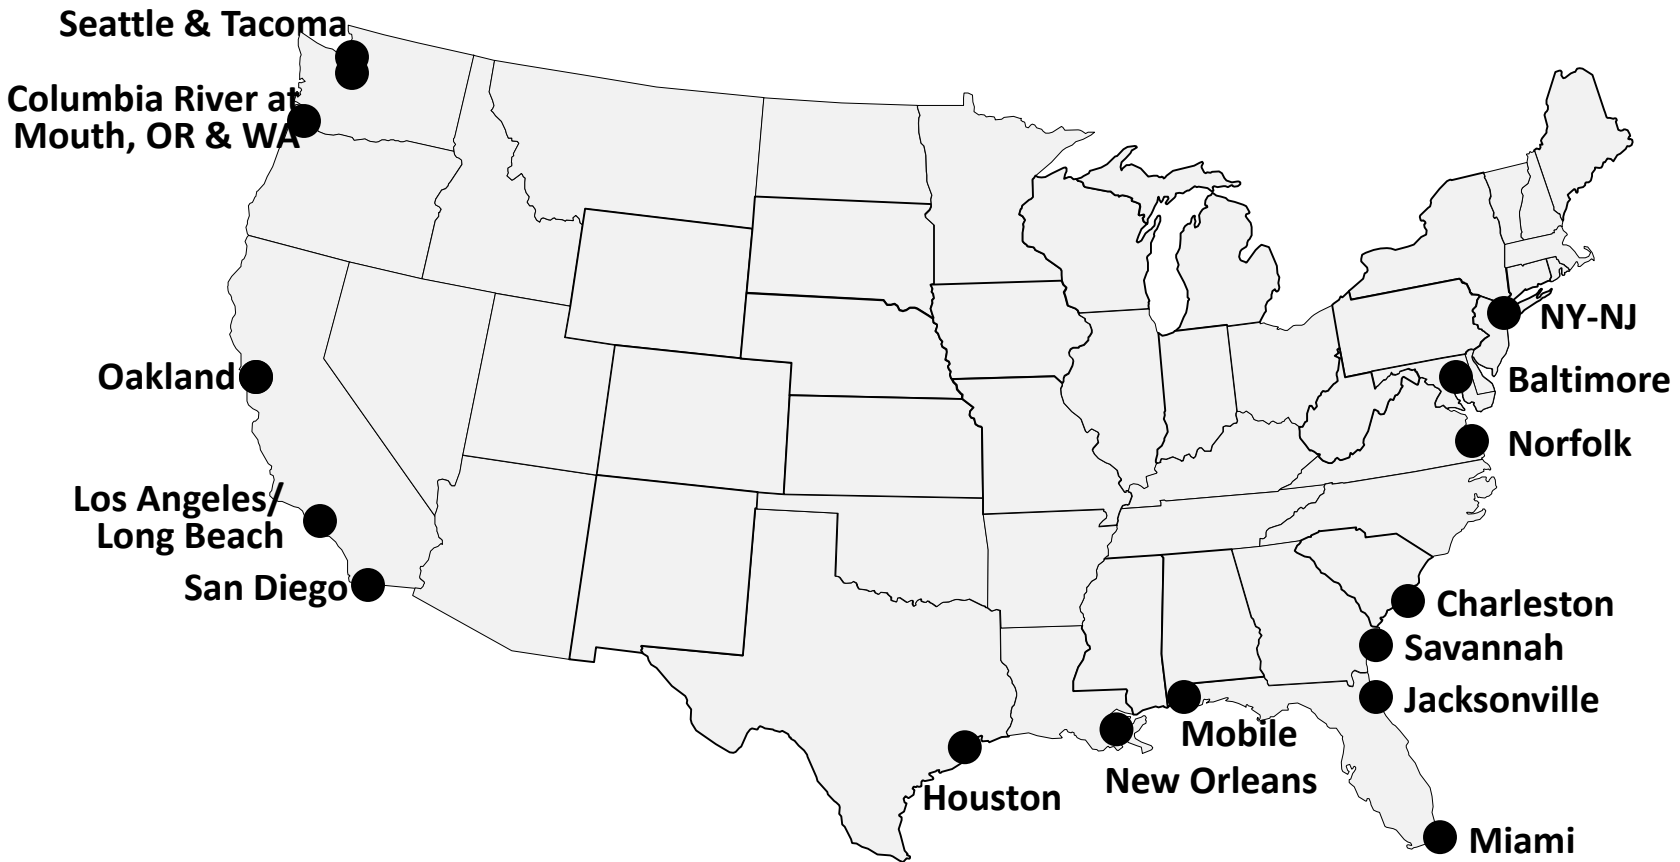 Seattle & Tacoma
Columbia River at
Mouth, OR & WA
NY-NJ
Oakland
Baltimore
Norfolk
Los Angeles/
Long Beach
San Diego
Charleston
Savannah
Jacksonville
Mobile
New Orleans
Houston
Miami